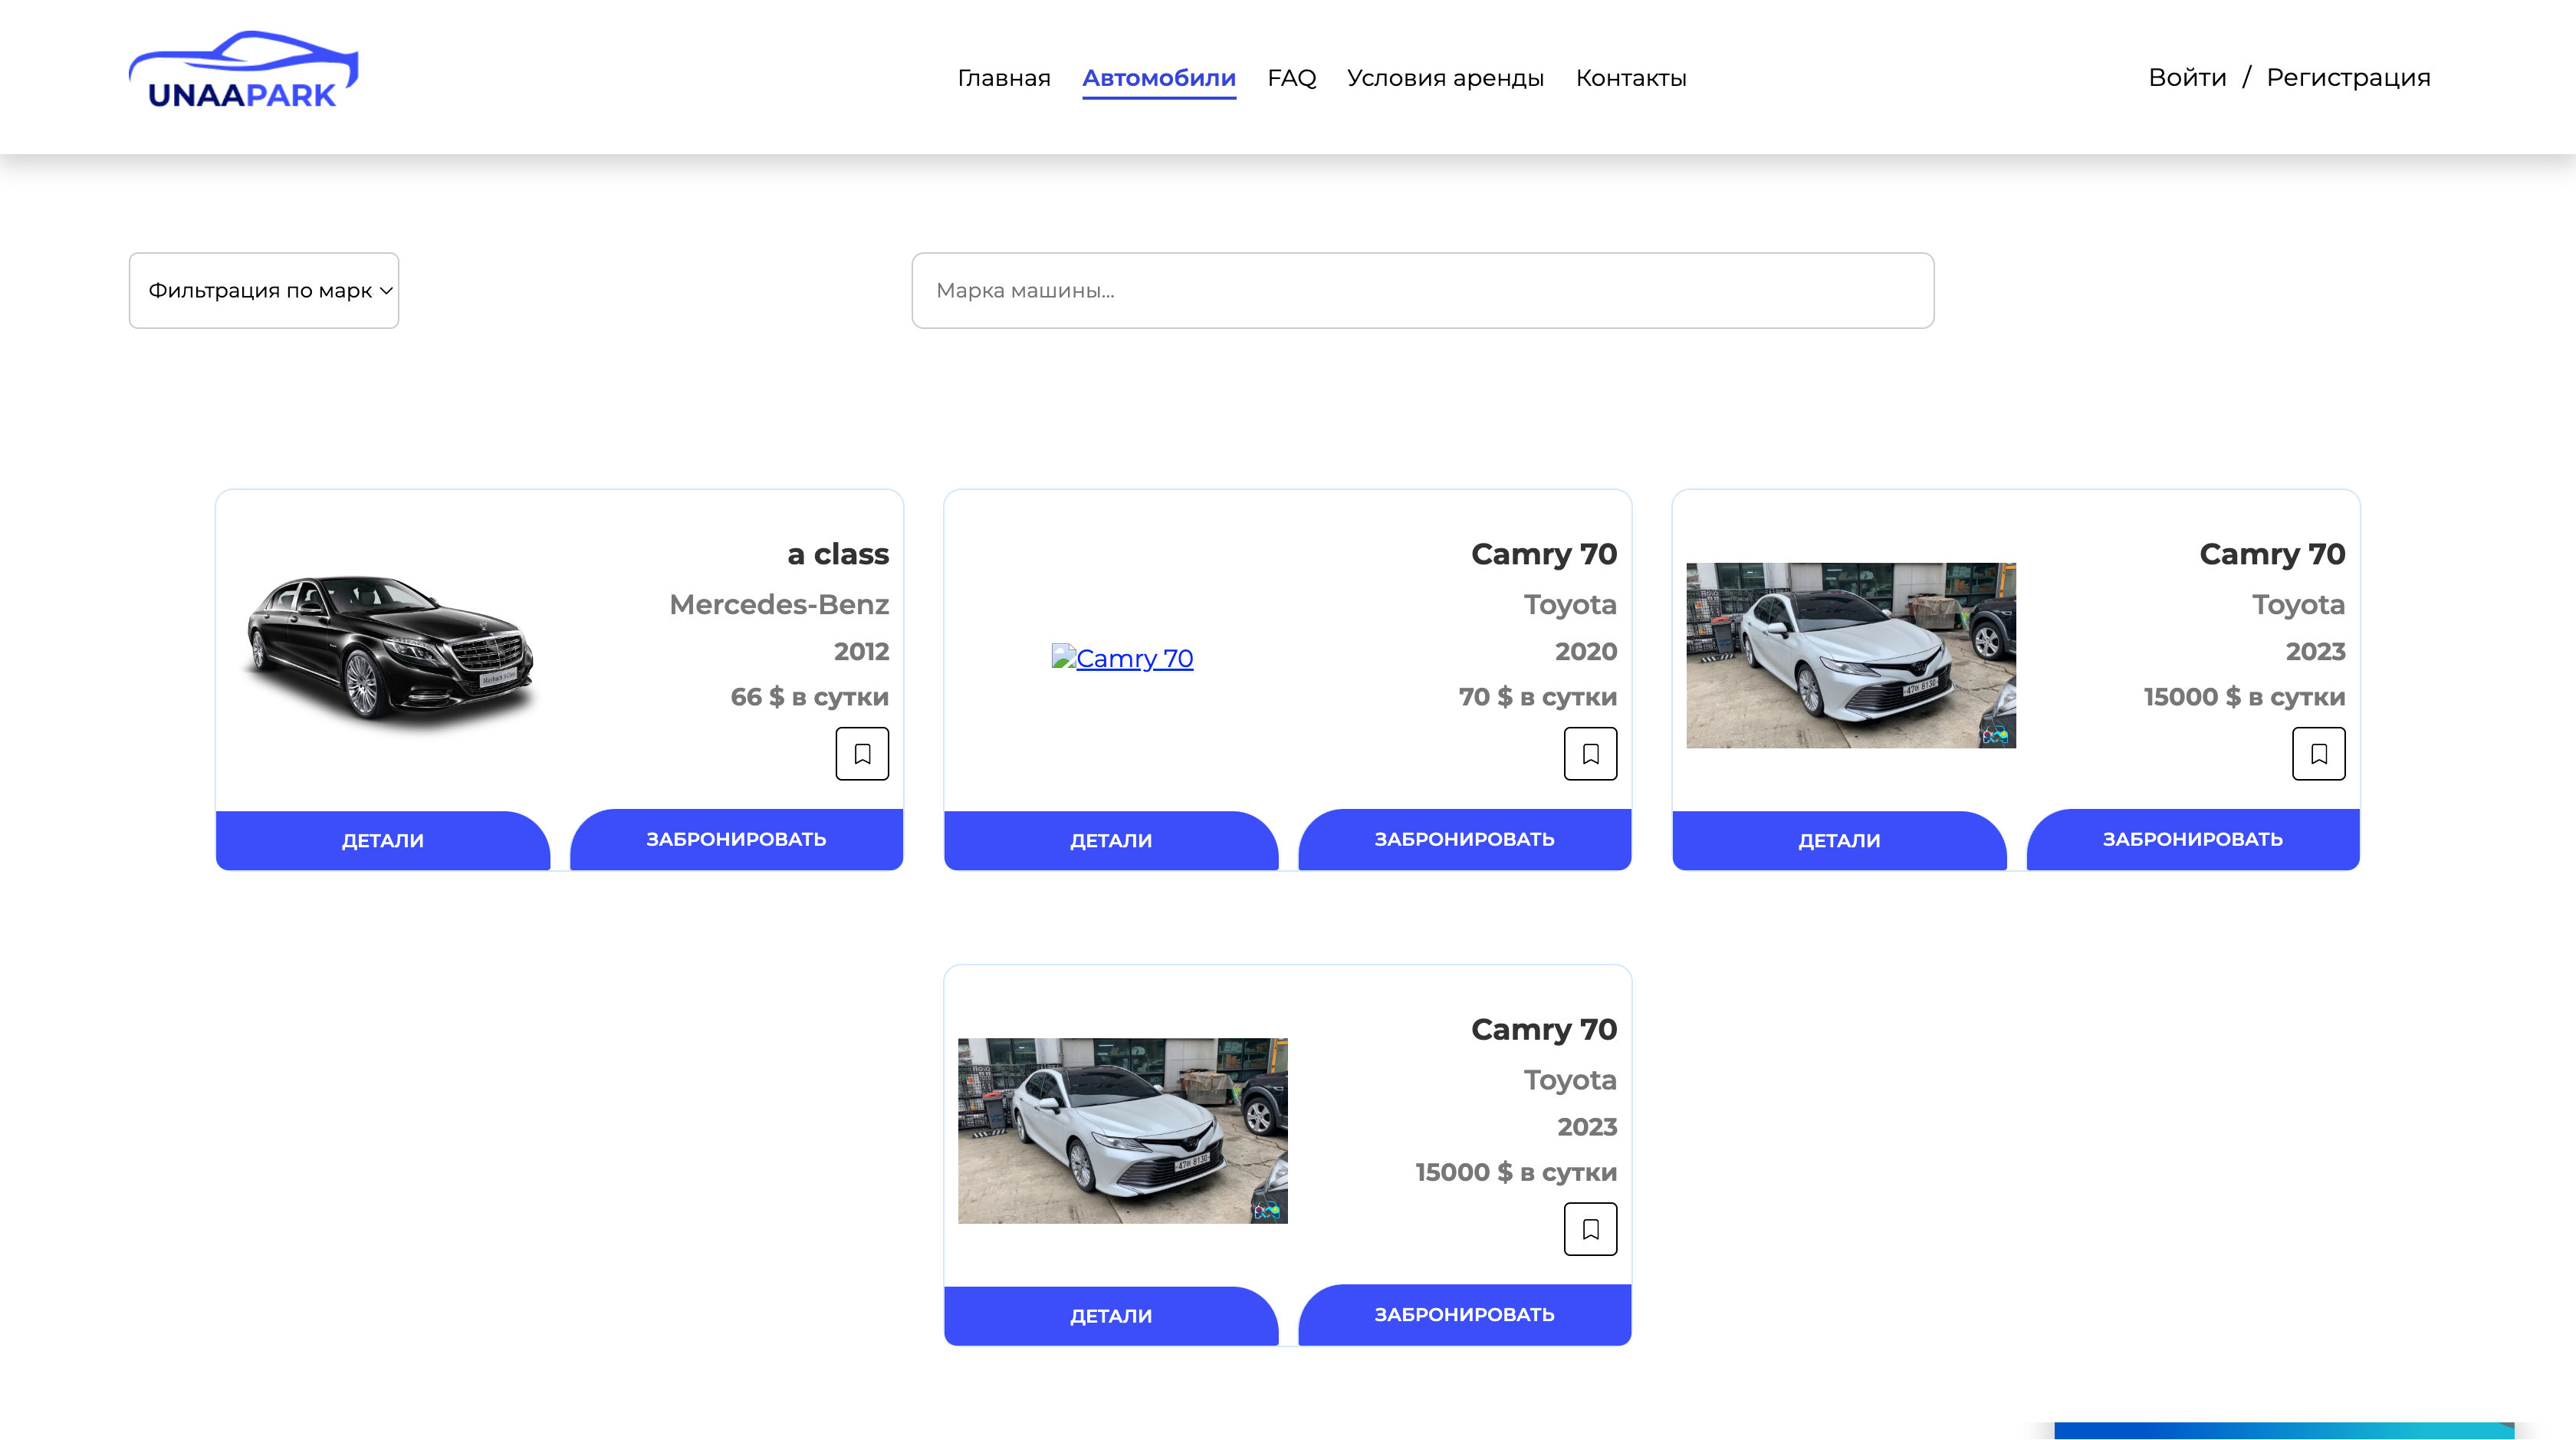 UNAAPARK
Главная Автомобили FAQ Условия аренды Контакты
Войти / Регистрация
Фильтрация по марк
Марка машины...
a class
Mercedes-Benz
2012
66 $ в сутки
ДЕТАЛИ ЗАБРОНИРОВАТЬ
Camry 70
Camry 70
Toyota
2020
70 $ в сутки
ДЕТАЛИ ЗАБРОНИРОВАТЬ
Camry 70
Toyota
2023
15000 $ в сутки
ДЕТАЛИ ЗАБРОНИРОВАТЬ
Camry 70
Toyota
2023
15000 $ в сутки
ДЕТАЛИ ЗАБРОНИРОВАТЬ